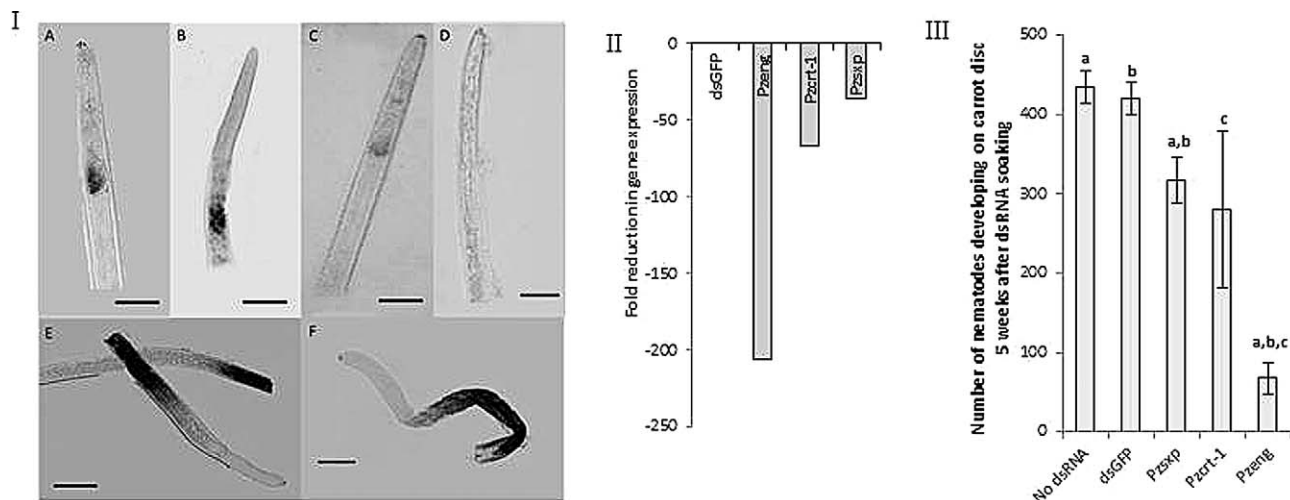 I
A
B
C
D
E
F
II
Fold reduction in gene expression
0
-50
-100
-150
-200
-250
dsGFP
Pzeng
Pzcrt-1
Pzsxp
III
Number of nematodes developing on carrot disc
5 weeks after dsRNA soaking
500
400
300
200
100
0
a
b
a,b
c
a,b,c
No dsRNA
dsGFP
Pzsxp
Pzcrt-1
Pzeng